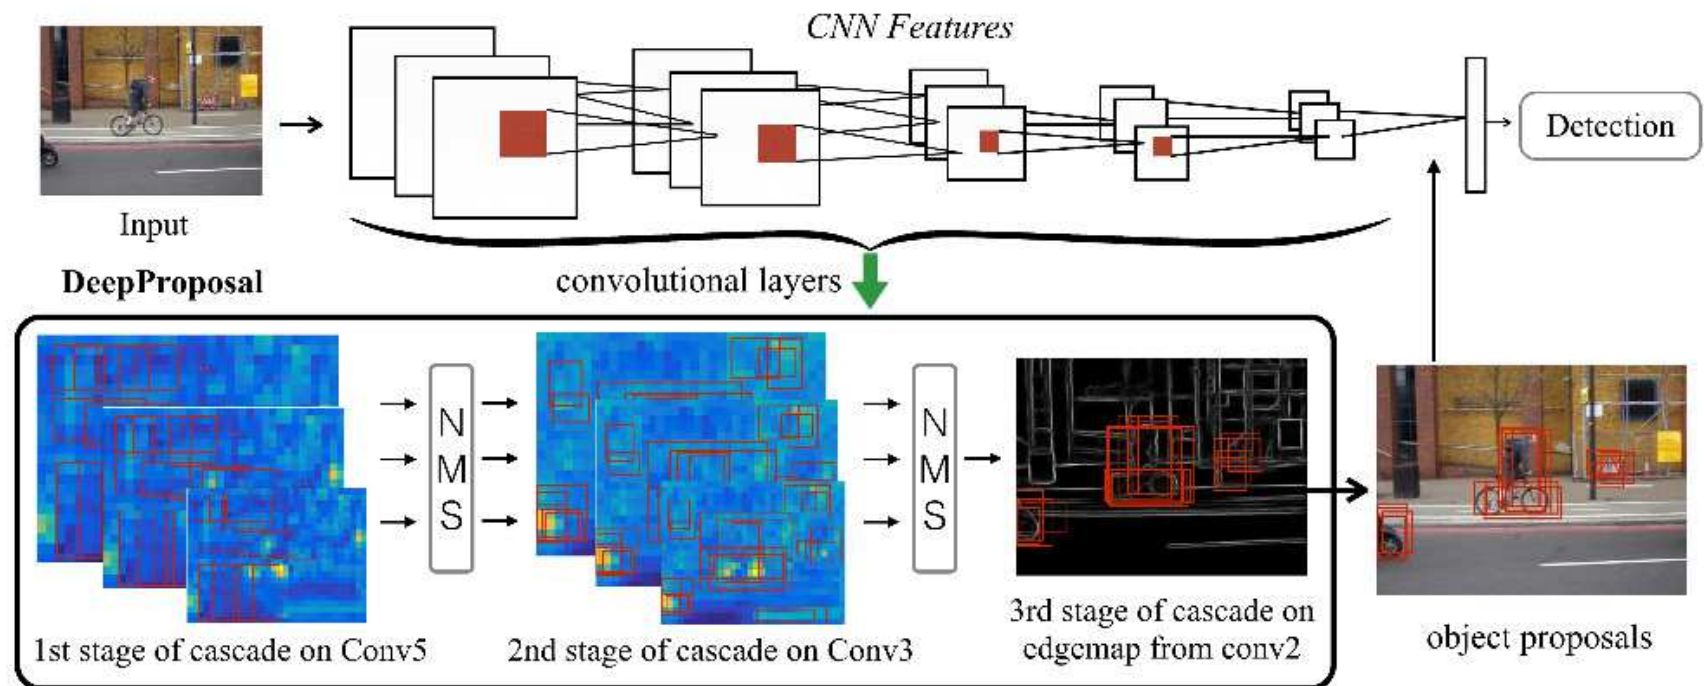 CNN Features
Input
Detection
DeepProposal
convolutional layers
N
M
S
N
M
S
1st stage of cascade on Conv5
2nd stage of cascade on Conv3
3rd stage of cascade on
edgemap from conv2
object proposals